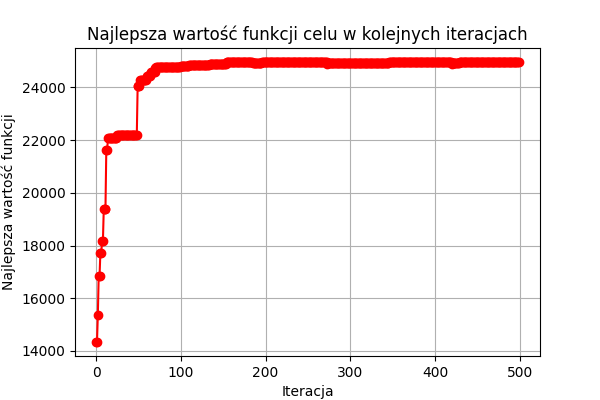 Najlepsza wartość funkcji celu w kolejnych iteracjach
Najlepsza wartość funkcji
24000
22000
20000
18000
16000
14000
0 100 200 300 400 500
Iteracja